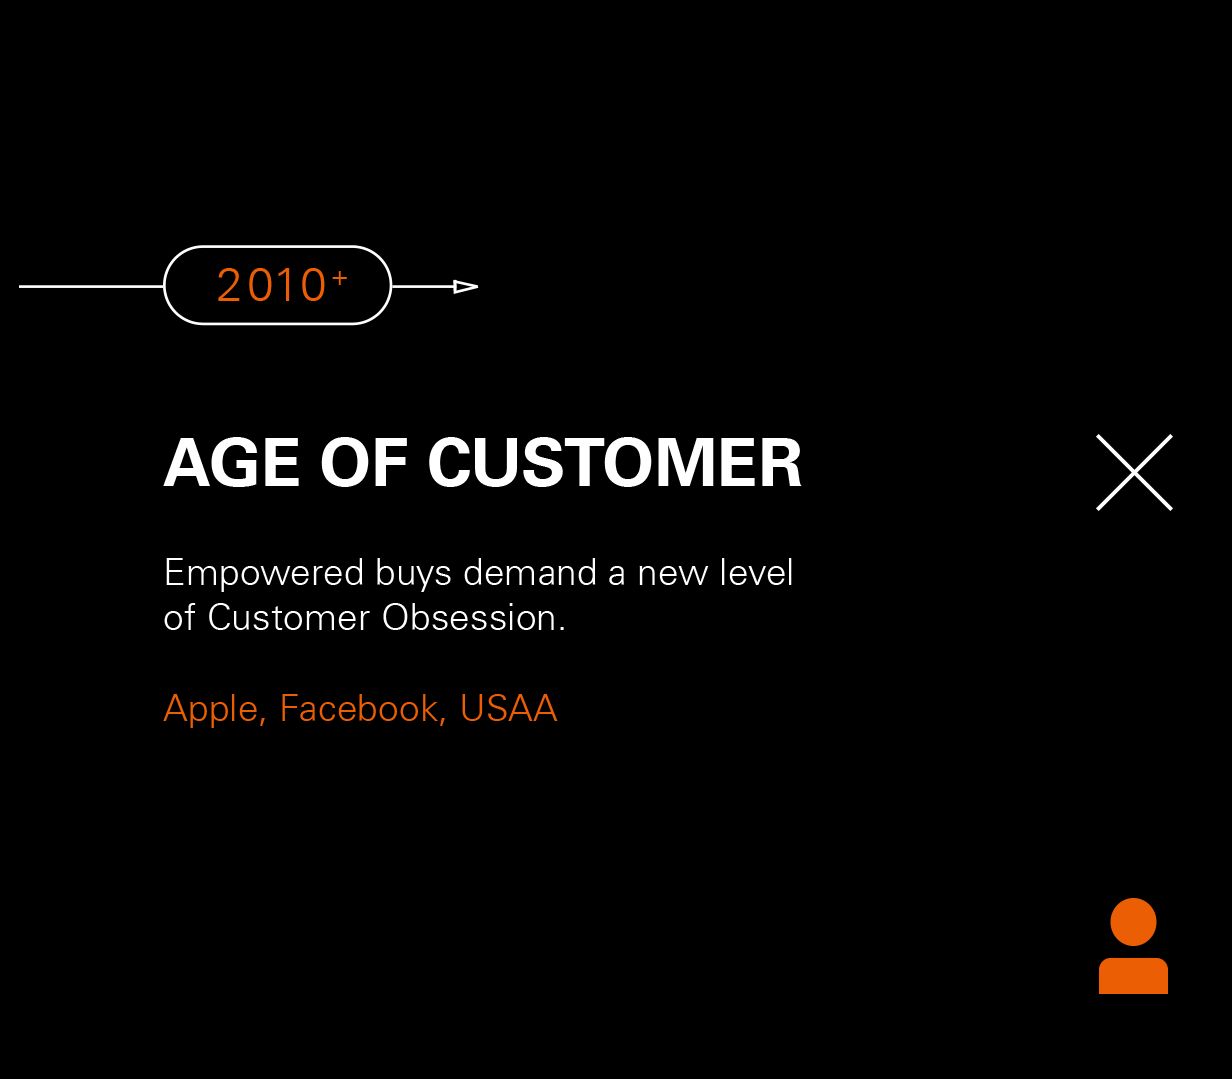 2010+
AGE OF CUSTOMER
Empowered buys demand a new level
of Customer Obsession.
Apple, Facebook, USAA